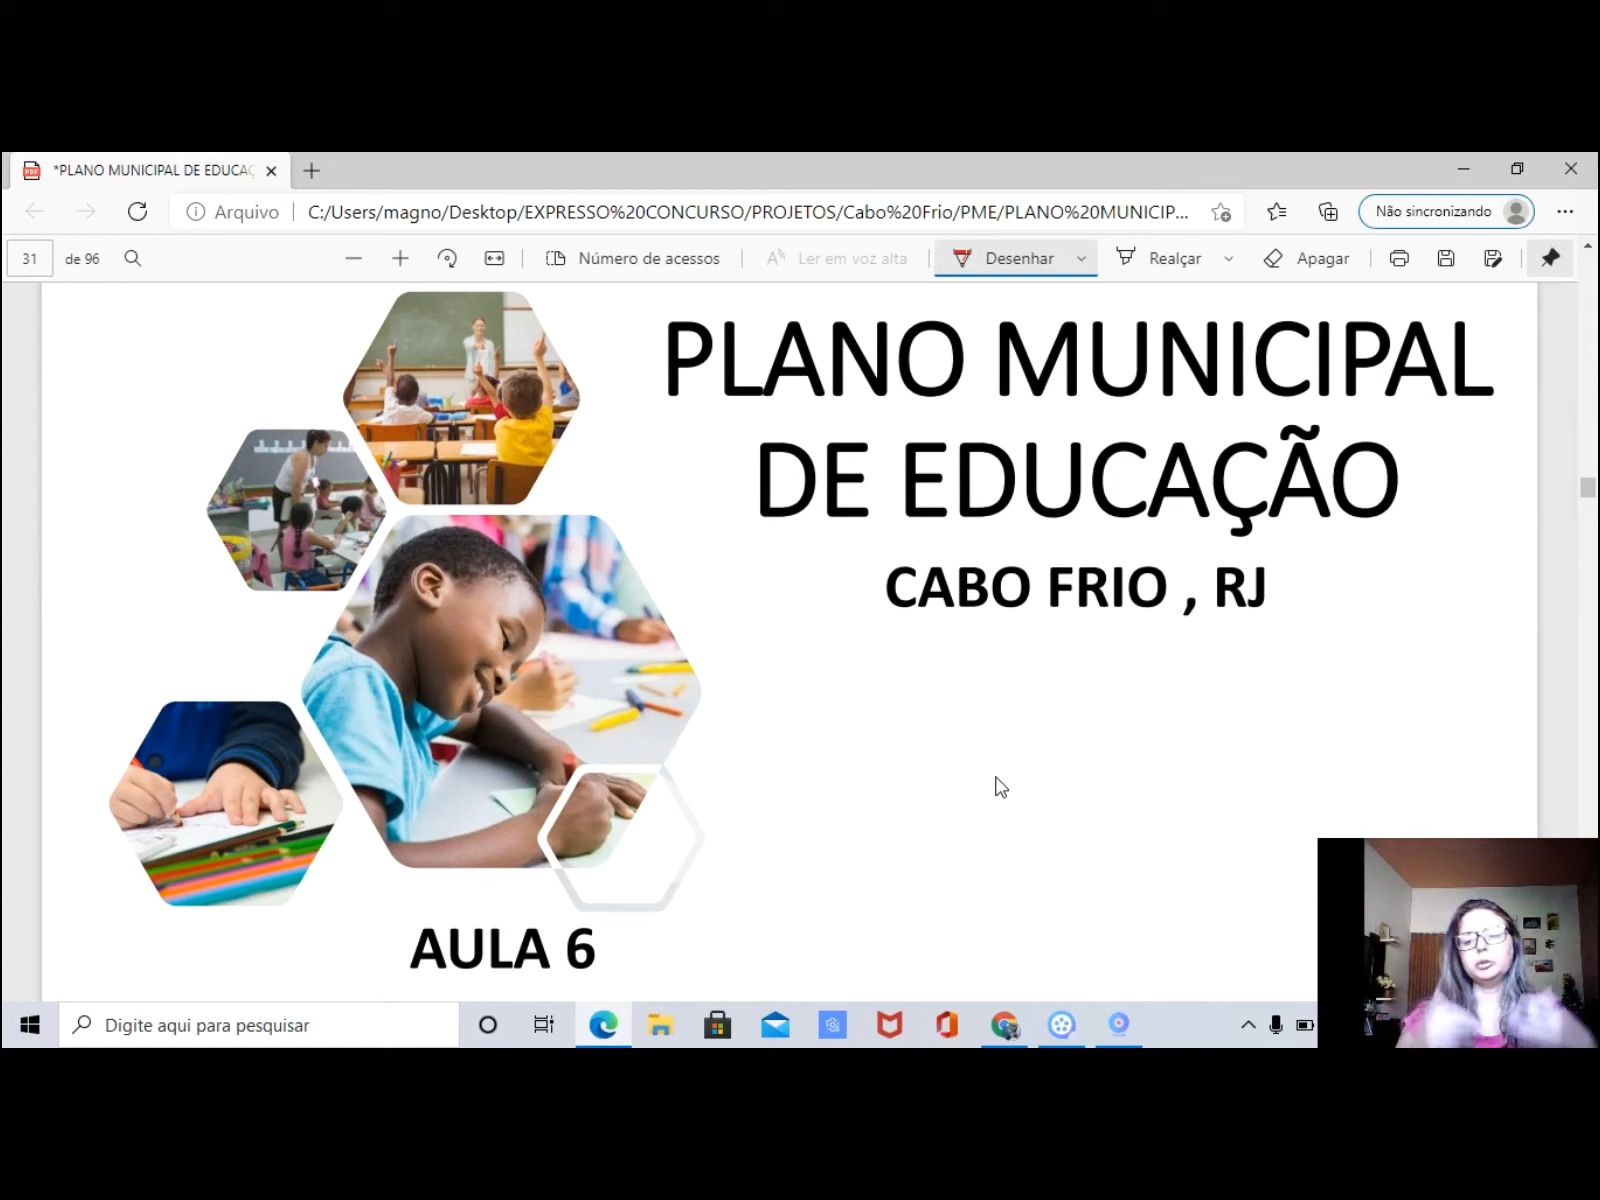 *PLANO MUNICIPAL DE EDUCAÇ
Arquivo
C:/Users/magno/Desktop/EXPRESSO%20CONCURSO/PROJETOS/Cabo%20Frio/PME/PLANO%20MUNICIP...
Não sincronizando
31 de 96
Número de acessos
Ler em voz alta
Desenhar
Realçar
Apagar
PLANO MUNICIPAL
DE EDUCAÇÃO
CABO FRIO , RJ
AULA 6
Digite aqui para pesquisar